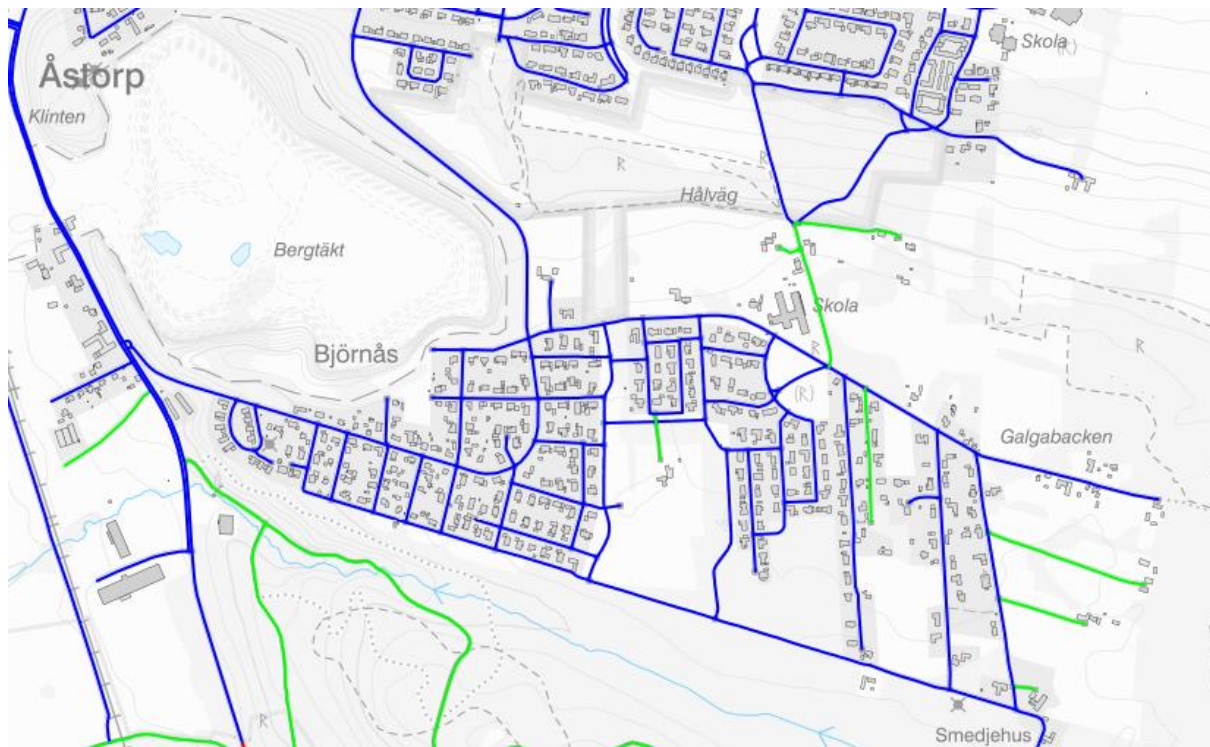 Skola
(R)
Åstorp
Klinten
R
R
Hålväg
Bergtäkt
Skola
Björnås
R
R
(R)
Galgabacken
R
Smedjehus